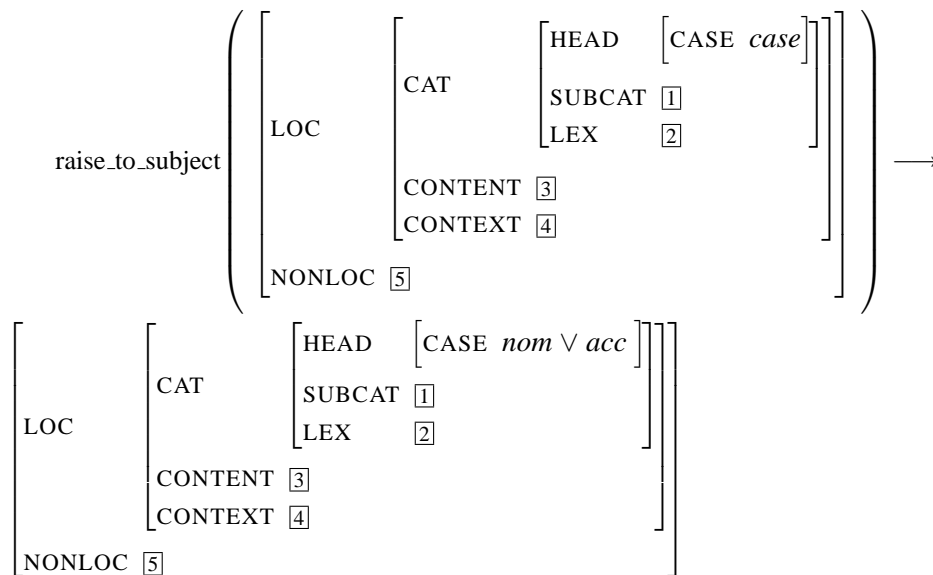 HEAD [CASE case]
CAT SUBCAT 1
LOC LEX 2
raise_to_subject ⟶
CONTENT 3
CONTEXT 4
NONLOC 5
HEAD [CASE nom ∨ acc]
CAT SUBCAT 1
LOC LEX 2
CONTENT 3
CONTEXT 4
NONLOC 5